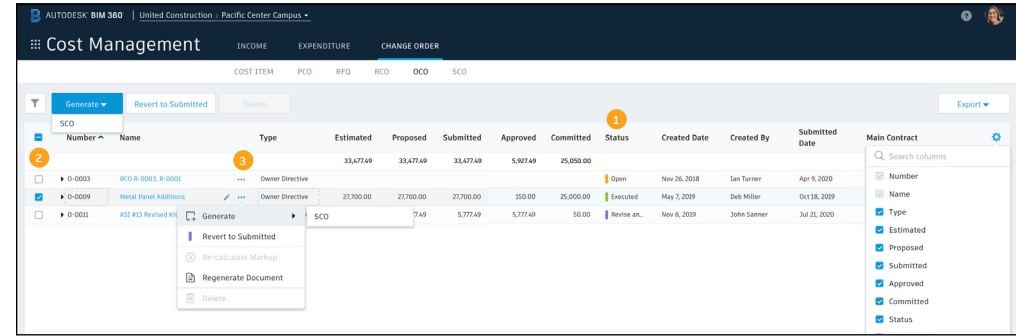 AUTODESK® BIM 360™ United Construction > Pacific Center Campus
?
Cost Management INCOME EXPENDITURE CHANGE ORDER
COST ITEM PCO RFQ RCO OCO SCO
Generate Revert to Submitted Delete Export
SCO
1
Number Name Type Estimated Proposed Submitted Approved Committed Status Created Date Created By Submitted Date Main Contract
33,477.49 33,477.49 33,477.49 5,927.49 25,050.00
2 3
Search columns
O-0003 RCO R-0003, R-0001 ... Owner Directive Open Nov 26, 2018 Ian Turner Apr 9, 2020
Number
O-0009 Metal Panel Additions ... Owner Directive 27,700.00 27,700.00 27,700.00 150.00 25,000.00 Executed May 7, 2019 Deb Miller Oct 18, 2019
Name
O-0011 ASI #13 Revised Kit 7.49 5,777.49 5,777.49 50.00 Revise an... Nov 8, 2019 John Sanner Jul 21, 2020
Type
Generate SCO
Estimated
Revert to Submitted
Proposed
Re-calculate Markup
Submitted
Regenerate Document
Approved
Delete
Committed
Status